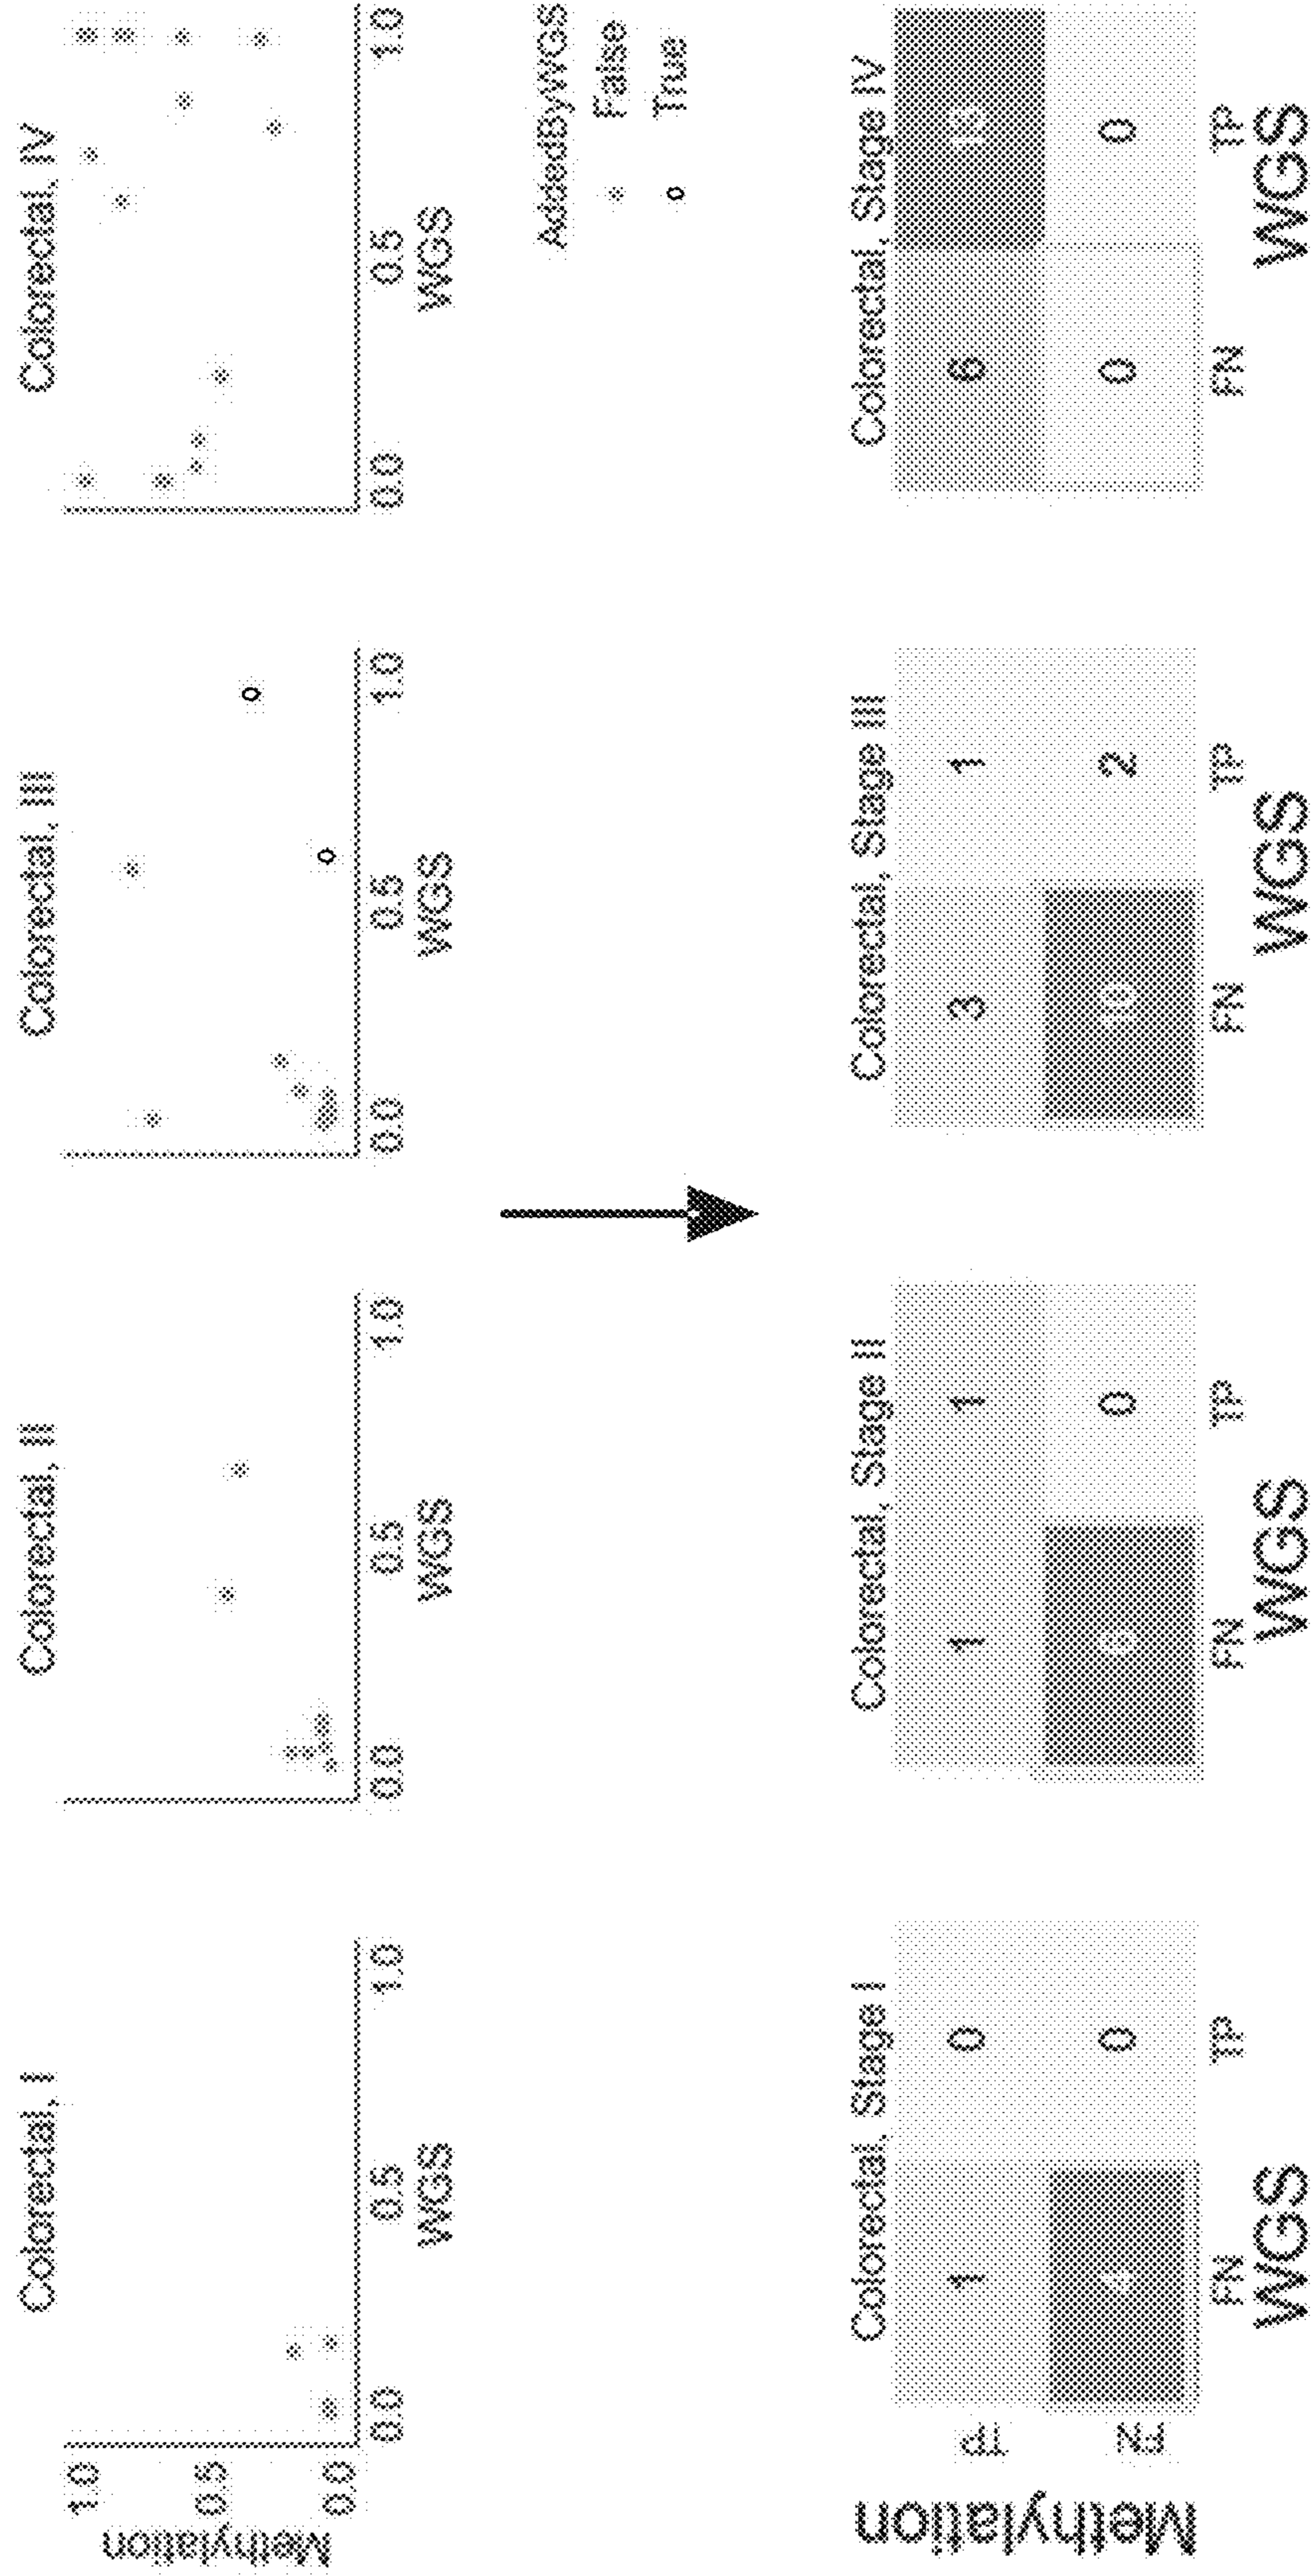 Colorectal, I
Colorectal, II
Colorectal, III
Colorectal, IV
Methylation
1.0
0.5
0.0
0.0 0.5 1.0
WGS
0.0 0.5 1.0
WGS
0.0 0.5 1.0
WGS
0.0 0.5 1.0
WGS
AddedByWGS
False
True
Methylation
TP
FN
Colorectal, Stage I
1 0
0
FN TP
WGS
Colorectal, Stage II
1 1
0
FN TP
WGS
Colorectal, Stage III
3 1
10 2
FN TP
WGS
Colorectal, Stage IV
6 10
0 0
FN TP
WGS